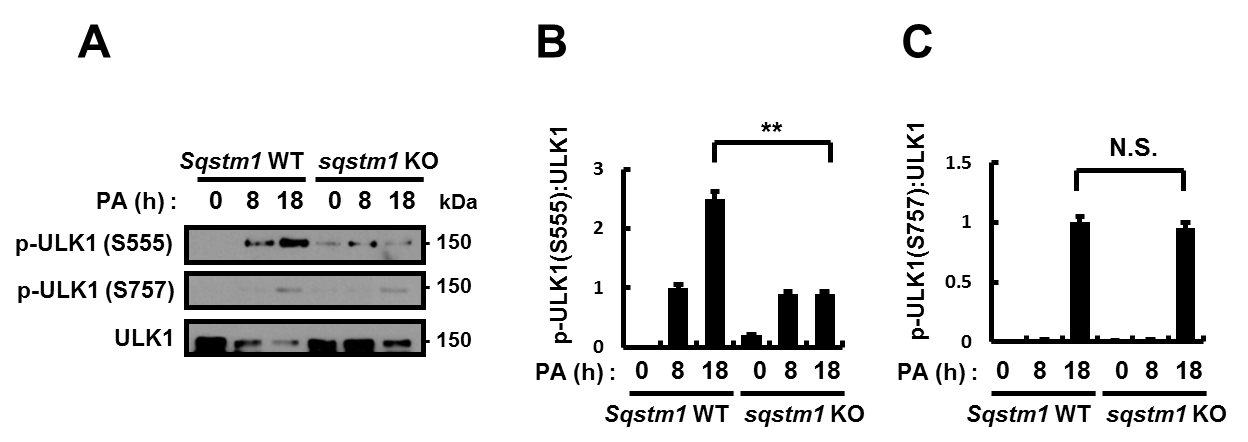 A
Sqstm1 WT sqstm1 KO
PA (h) : 0 8 18 0 8 18 kDa
p-ULK1 (S555) 150
p-ULK1 (S757) 150
ULK1 150
B
**
p-ULK1(S555):ULK1
3
2
1
0
PA (h) : 0 8 18 0 8 18
Sqstm1 WT sqstm1 KO
C
N.S.
p-ULK1(S757):ULK1
1.5
1
0.5
0
PA (h) : 0 8 18 0 8 18
Sqstm1 WT sqstm1 KO